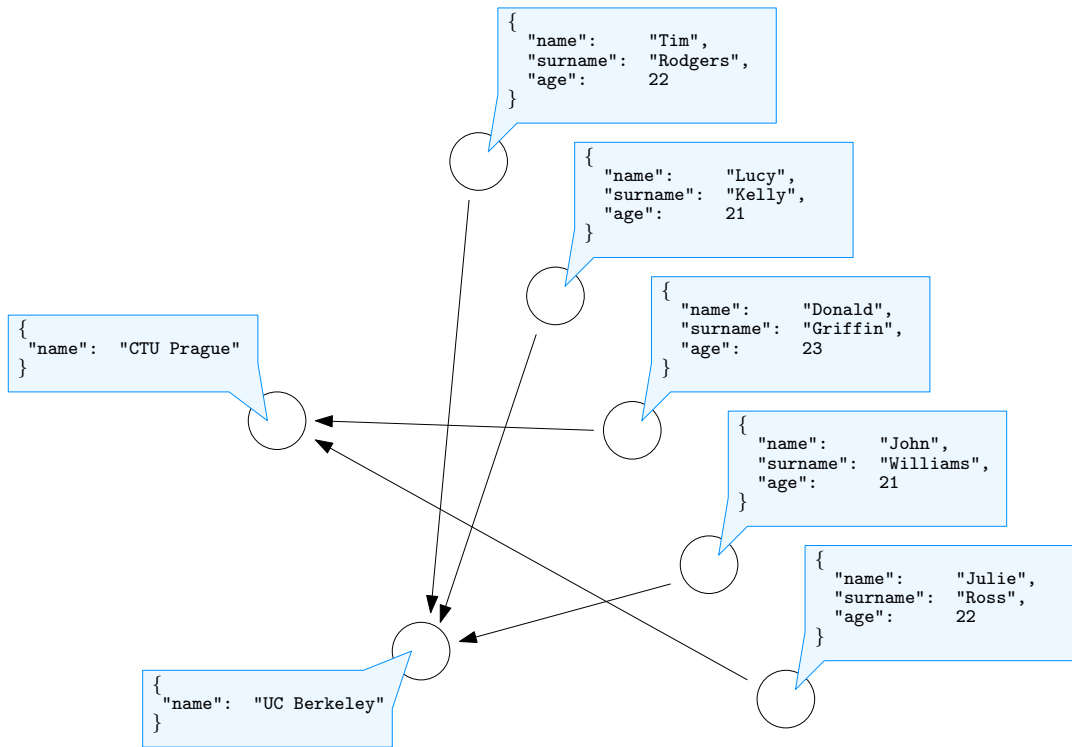 {
"name": "Tim",
"surname": "Rodgers",
"age": 22
}
{
"name": "Lucy",
"surname": "Kelly",
"age": 21
}
{
"name": "Donald",
"surname": "Griffin",
"age": 23
}
{
"name": "CTU Prague"
}
{
"name": "John",
"surname": "Williams",
"age": 21
}
{
"name": "Julie",
"surname": "Ross",
"age": 22
}
{
"name": "UC Berkeley"
}